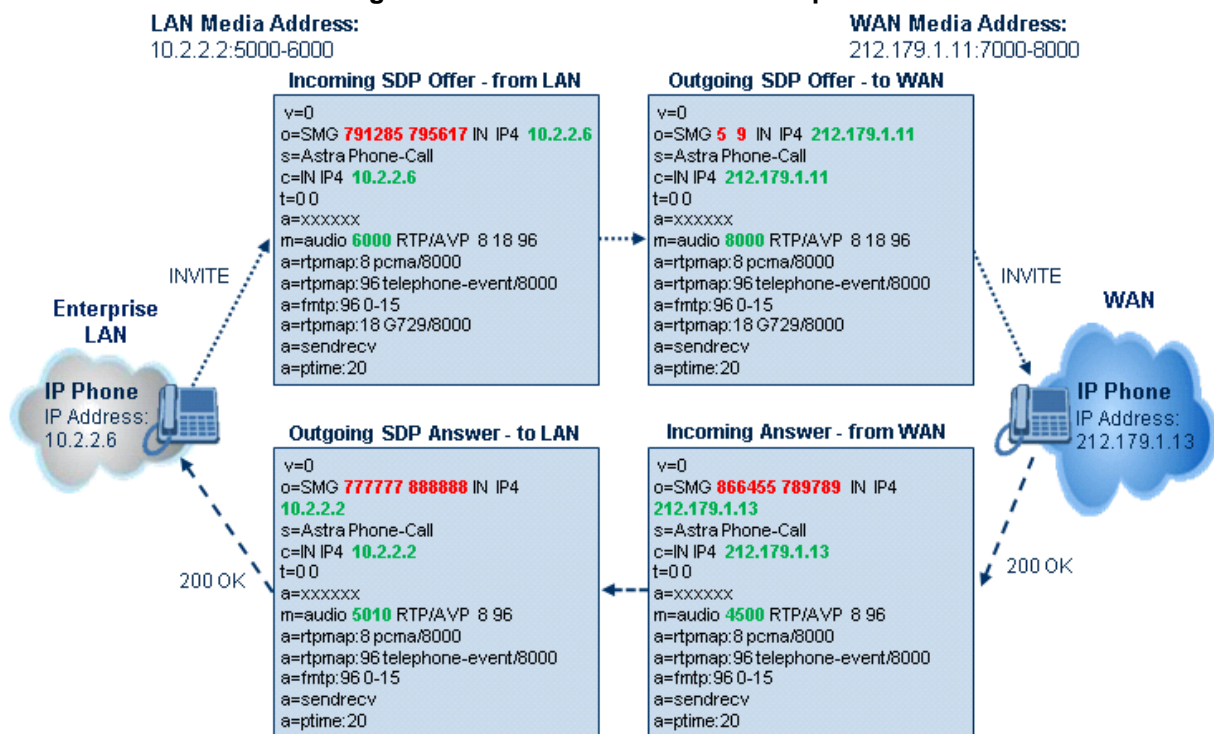 LAN Media Address:
10.2.2.2:5000-6000
WAN Media Address:
212.179.1.11:7000-8000
Incoming SDP Offer - from LAN
v=0
o=SMG 791285 795617 IN IP4 10.2.2.6
s=Astra Phone-Call
c=IN IP4 10.2.2.6
t=0 0
a=xxxxxx
m=audio 6000 RTP/AVP 8 18 96
a=rtpmap:8 pcma/8000
a=rtpmap:96 telephone-event/8000
a=fmtp:96 0-15
a=rtpmap:18 G729/8000
a=sendrecv
a=ptime:20
Outgoing SDP Offer - to WAN
v=0
o=SMG 5 9 IN IP4 212.179.1.11
s=Astra Phone-Call
c=IN IP4 212.179.1.11
t=0 0
a=xxxxxx
m=audio 8000 RTP/AVP 8 18 96
a=rtpmap:8 pcma/8000
a=rtpmap:96 telephone-event/8000
a=fmtp:96 0-15
a=rtpmap:18 G729/8000
a=sendrecv
a=ptime:20
INVITE
INVITE
Enterprise
LAN
IP Phone
IP Address:
10.2.2.6
WAN
IP Phone
IP Address:
212.179.1.13
Outgoing SDP Answer - to LAN
v=0
o=SMG 777777 888888 IN IP4
10.2.2.2
s=Astra Phone-Call
c=IN IP4 10.2.2.2
t=0 0
a=xxxxxx
m=audio 5010 RTP/AVP 8 96
a=rtpmap:8 pcma/8000
a=rtpmap:96 telephone-event/8000
a=fmtp:96 0-15
a=sendrecv
a=ptime:20
Incoming Answer - from WAN
v=0
o=SMG 866455 789789 IN IP4
212.179.1.13
s=Astra Phone-Call
c=IN IP4 212.179.1.13
t=0 0
a=xxxxxx
m=audio 4500 RTP/AVP 8 96
a=rtpmap:8 pcma/8000
a=rtpmap:96 telephone-event/8000
a=fmtp:96 0-15
a=sendrecv
a=ptime:20
200 OK
200 OK